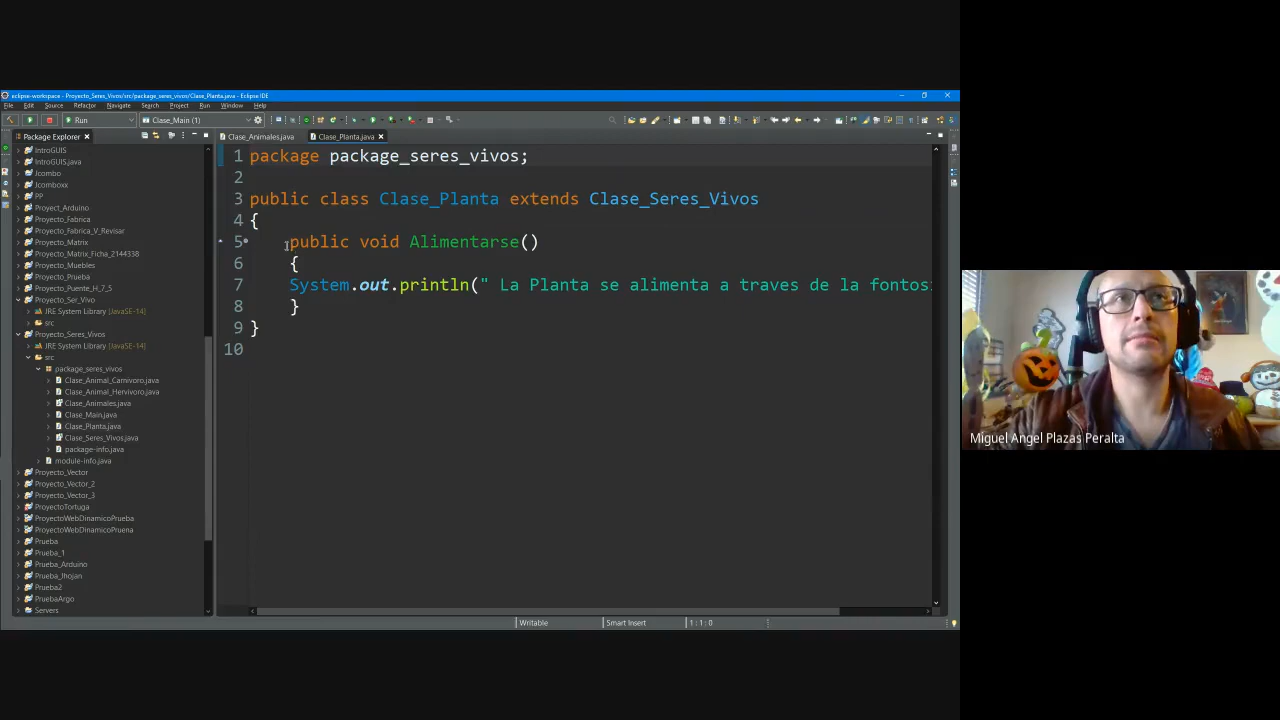 eclipse-workspace - Proyecto_Seres_Vivos/src/package_seres_vivos/Clase_Planta.java - Eclipse IDE
File Edit Source Refactor Navigate Search Project Run Window Help
Run Clase_Main (1)
Package Explorer
Clase_Animales.java Clase_Planta.java
IntroGUIS
IntroGUIS.java
Jcombo
Jcomboxx
PP
Proyect_Arduino
Proyecto_Fabrica
Proyecto_Fabrica_V_Revisar
Proyecto_Matrix
Proyecto_Matrix_Ficha_2144338
Proyecto_Muebles
Proyecto_Prueba
Proyecto_Puente_H_7_5
Proyecto_Ser_Vivo
JRE System Library [JavaSE-14]
src
Proyecto_Seres_Vivos
JRE System Library [JavaSE-14]
src
package_seres_vivos
Clase_Animal_Carnivoro.java
Clase_Animal_Hervivoro.java
Clase_Animales.java
Clase_Main.java
Clase_Planta.java
Clase_Seres_Vivos.java
package-info.java
module-info.java
Proyecto_Vector
Proyecto_Vector_2
Proyecto_Vector_3
ProyectoTortuga
ProyectoWebDinamicoPrueba
ProyectoWebDinamicoPruena
Prueba
Prueba_1
Prueba_Arduino
Prueba_Jhojan
Prueba2
PruebaArgo
Servers
1 package package_seres_vivos;
2
3 public class Clase_Planta extends Clase_Seres_Vivos
4 {
5 public void Alimentarse()
6 {
7 System.out.println(" La Planta se alimenta a traves de la fontos
8 }
9 }
10
Writable Smart Insert 1 : 1 : 0
Miguel Angel Plazas Peralta